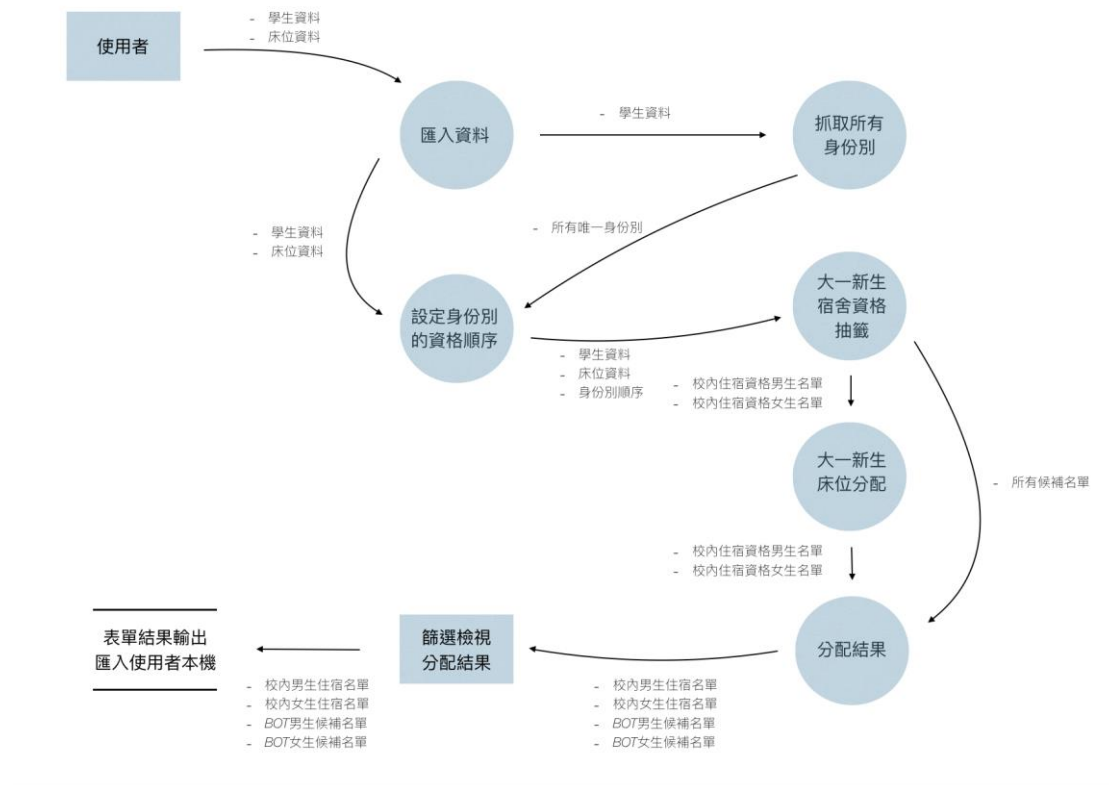 使用者
- 學生資料
- 床位資料
匯入資料
- 學生資料
抓取所有
身份別
- 學生資料
- 床位資料
- 所有唯一身份別
設定身份別
的資格順序
- 學生資料
- 床位資料
- 身份別順序
大一新生
宿舍資格
抽籤
- 校內住宿資格男生名單
- 校內住宿資格女生名單
大一新生
床位分配
- 所有候補名單
- 校內住宿資格男生名單
- 校內住宿資格女生名單
分配結果
- 校內男生住宿名單
- 校內女生住宿名單
- BOT男生候補名單
- BOT女生候補名單
篩選檢視
分配結果
- 校內男生住宿名單
- 校內女生住宿名單
- BOT男生候補名單
- BOT女生候補名單
表單結果輸出
匯入使用者本機